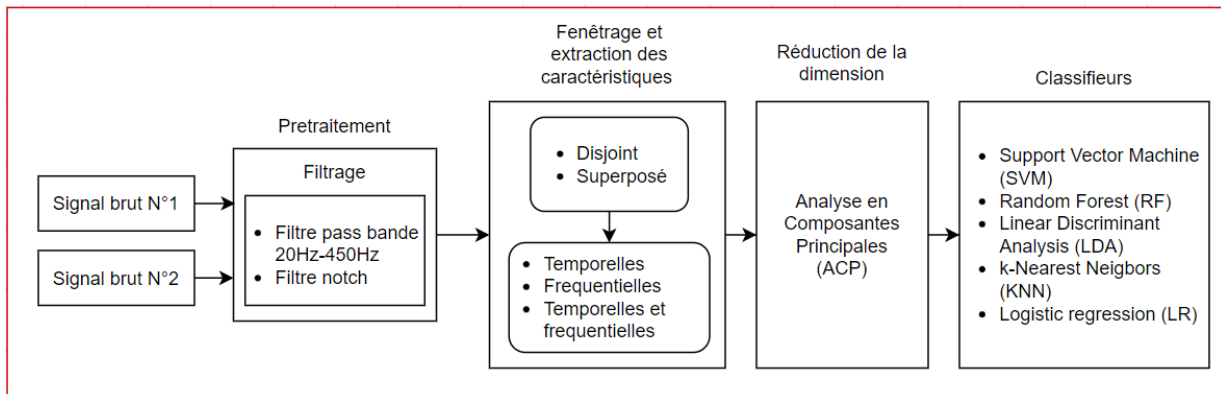 Signal brut N°1
Signal brut N°2
Pretraitement
Filtrage
• Filtre pass bande
20Hz-450Hz
• Filtre notch
Fenêtrage et
extraction des
caractéristiques
• Disjoint
• Superposé
• Temporelles
• Frequentielles
• Temporelles et
frequentielles
Réduction de la
dimension
Analyse en
Composantes
Principales
(ACP)
Classifieurs
• Support Vector Machine
(SVM)
• Random Forest (RF)
• Linear Discriminant
Analysis (LDA)
• k-Nearest Neigbors
(KNN)
• Logistic regression (LR)